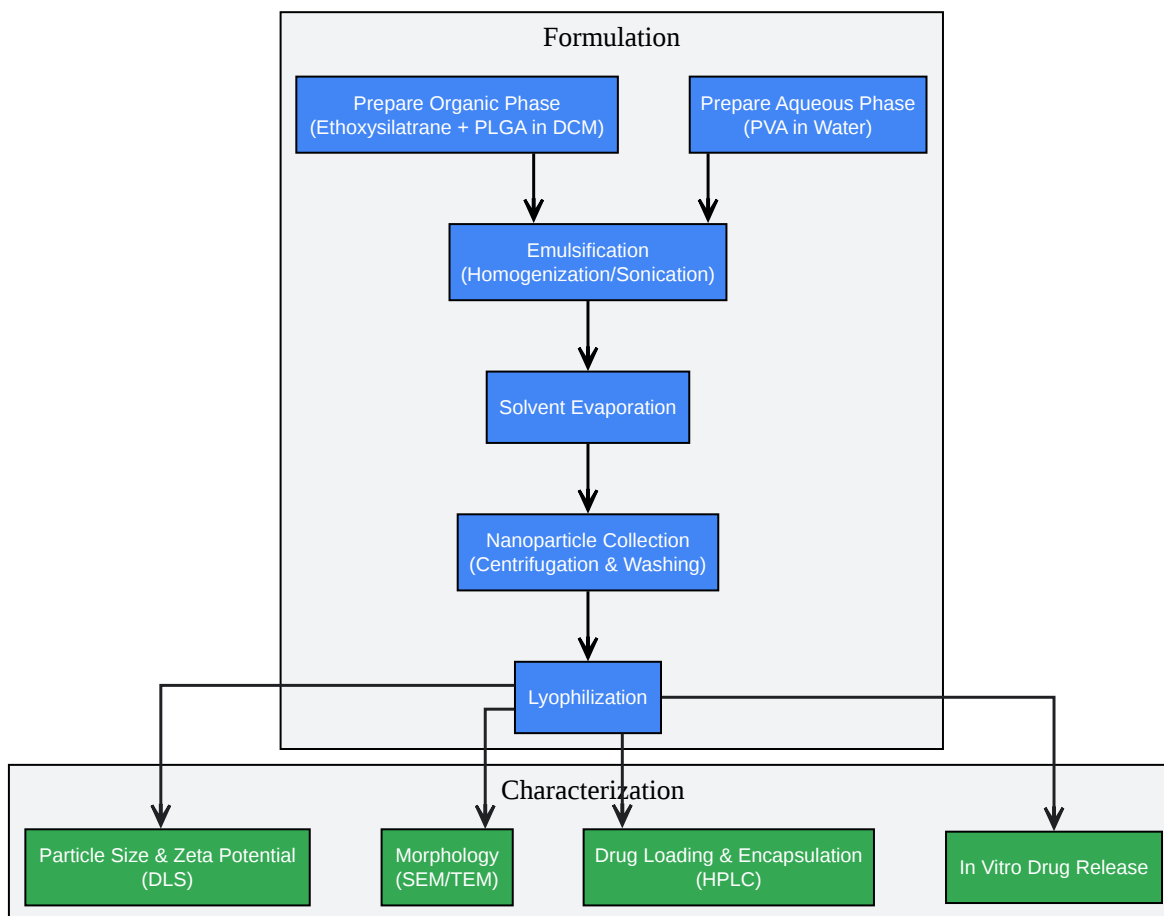 Formulation
Prepare Organic Phase
(Ethoxysilatrane + PLGA in DCM)
Prepare Aqueous Phase
(PVA in Water)
Emulsification
(Homogenization/Sonication)
Solvent Evaporation
Nanoparticle Collection
(Centrifugation & Washing)
Lyophilization
Characterization
Particle Size & Zeta Potential
(DLS)
Morphology
(SEM/TEM)
Drug Loading & Encapsulation
(HPLC)
In Vitro Drug Release